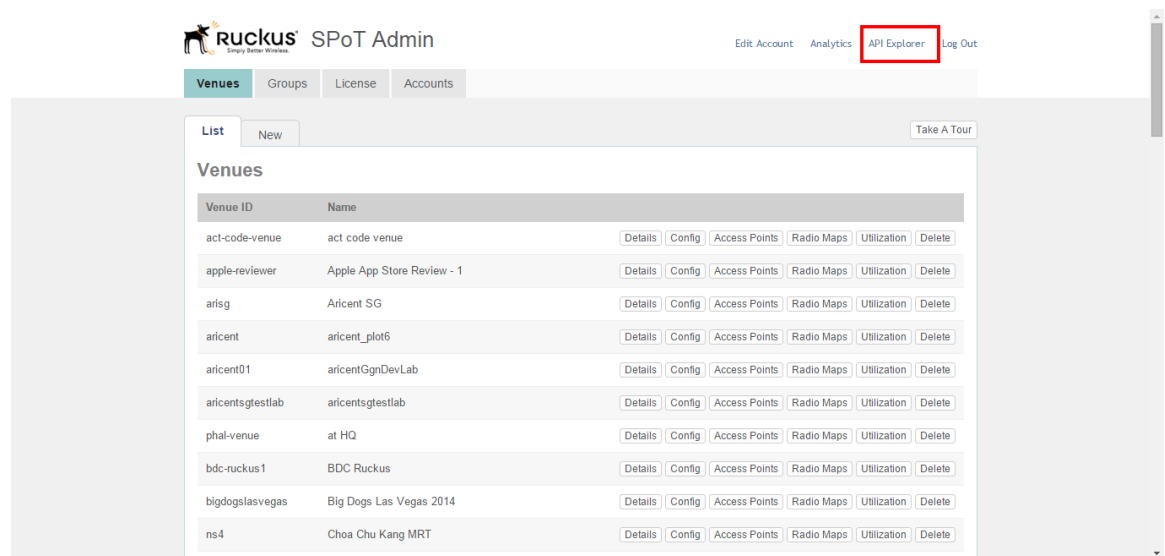 RUCKUS SPoT Admin
Simply Better Wireless.
Edit Account Analytics API Explorer Log Out
Venues Groups License Accounts
List New Take A Tour
Venues
Venue ID Name
act-code-venue act code venue Details Config Access Points Radio Maps Utilization Delete
apple-reviewer Apple App Store Review - 1 Details Config Access Points Radio Maps Utilization Delete
arisg Aricent SG Details Config Access Points Radio Maps Utilization Delete
aricent aricent_plot6 Details Config Access Points Radio Maps Utilization Delete
aricent01 aricentGgnDevLab Details Config Access Points Radio Maps Utilization Delete
aricentsgtestlab aricentsgtestlab Details Config Access Points Radio Maps Utilization Delete
phal-venue at HQ Details Config Access Points Radio Maps Utilization Delete
bdc-ruckus1 BDC Ruckus Details Config Access Points Radio Maps Utilization Delete
bigdogslasvegas Big Dogs Las Vegas 2014 Details Config Access Points Radio Maps Utilization Delete
ns4 Choa Chu Kang MRT Details Config Access Points Radio Maps Utilization Delete